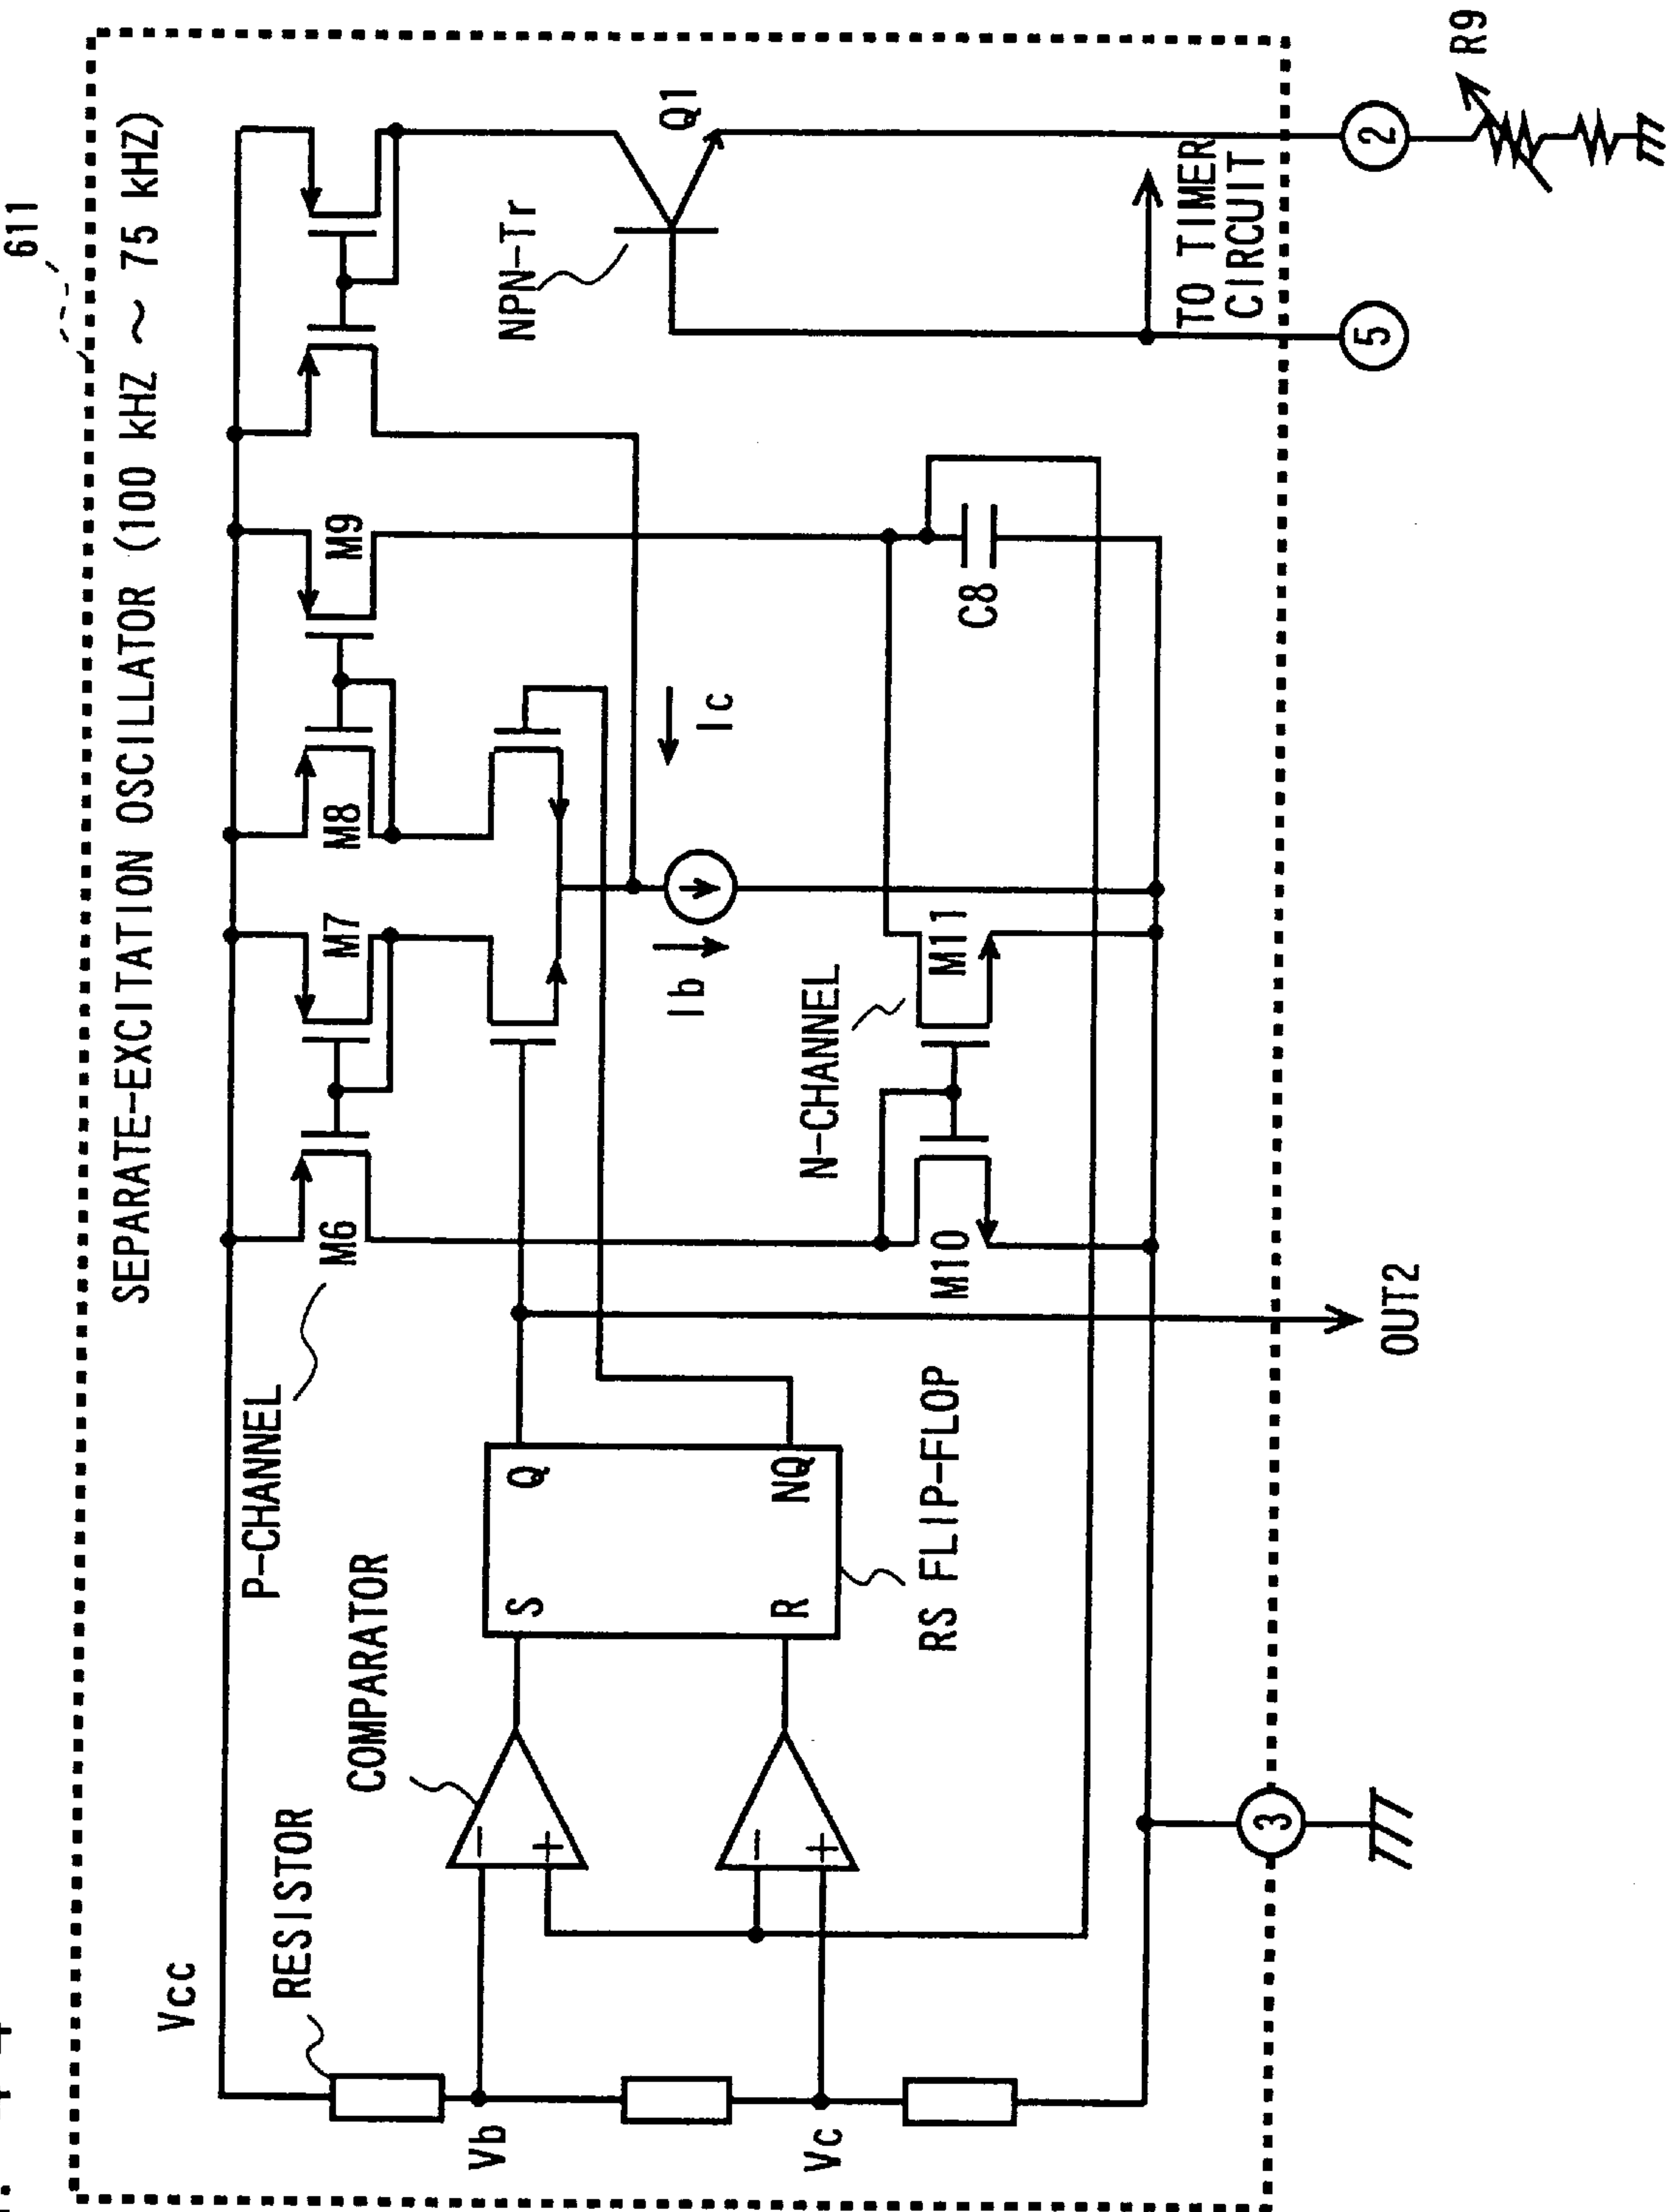 611
SEPARATE-EXCITATION OSCILLATOR (100 kHZ ~ 75 kHZ)
Vcc
RESISTOR
P-CHANNEL
M6
M7
M8
M9
COMPARATOR
NPN-Tr
Q1
Vb
−
+
S
Q
Ib
Ic
−
+
R
NQ
Vc
RS FLIP-FLOP
N-CHANNEL
M10
M11
C8
TO TIMER
CIRCUIT
3
OUT2
5
2
R9